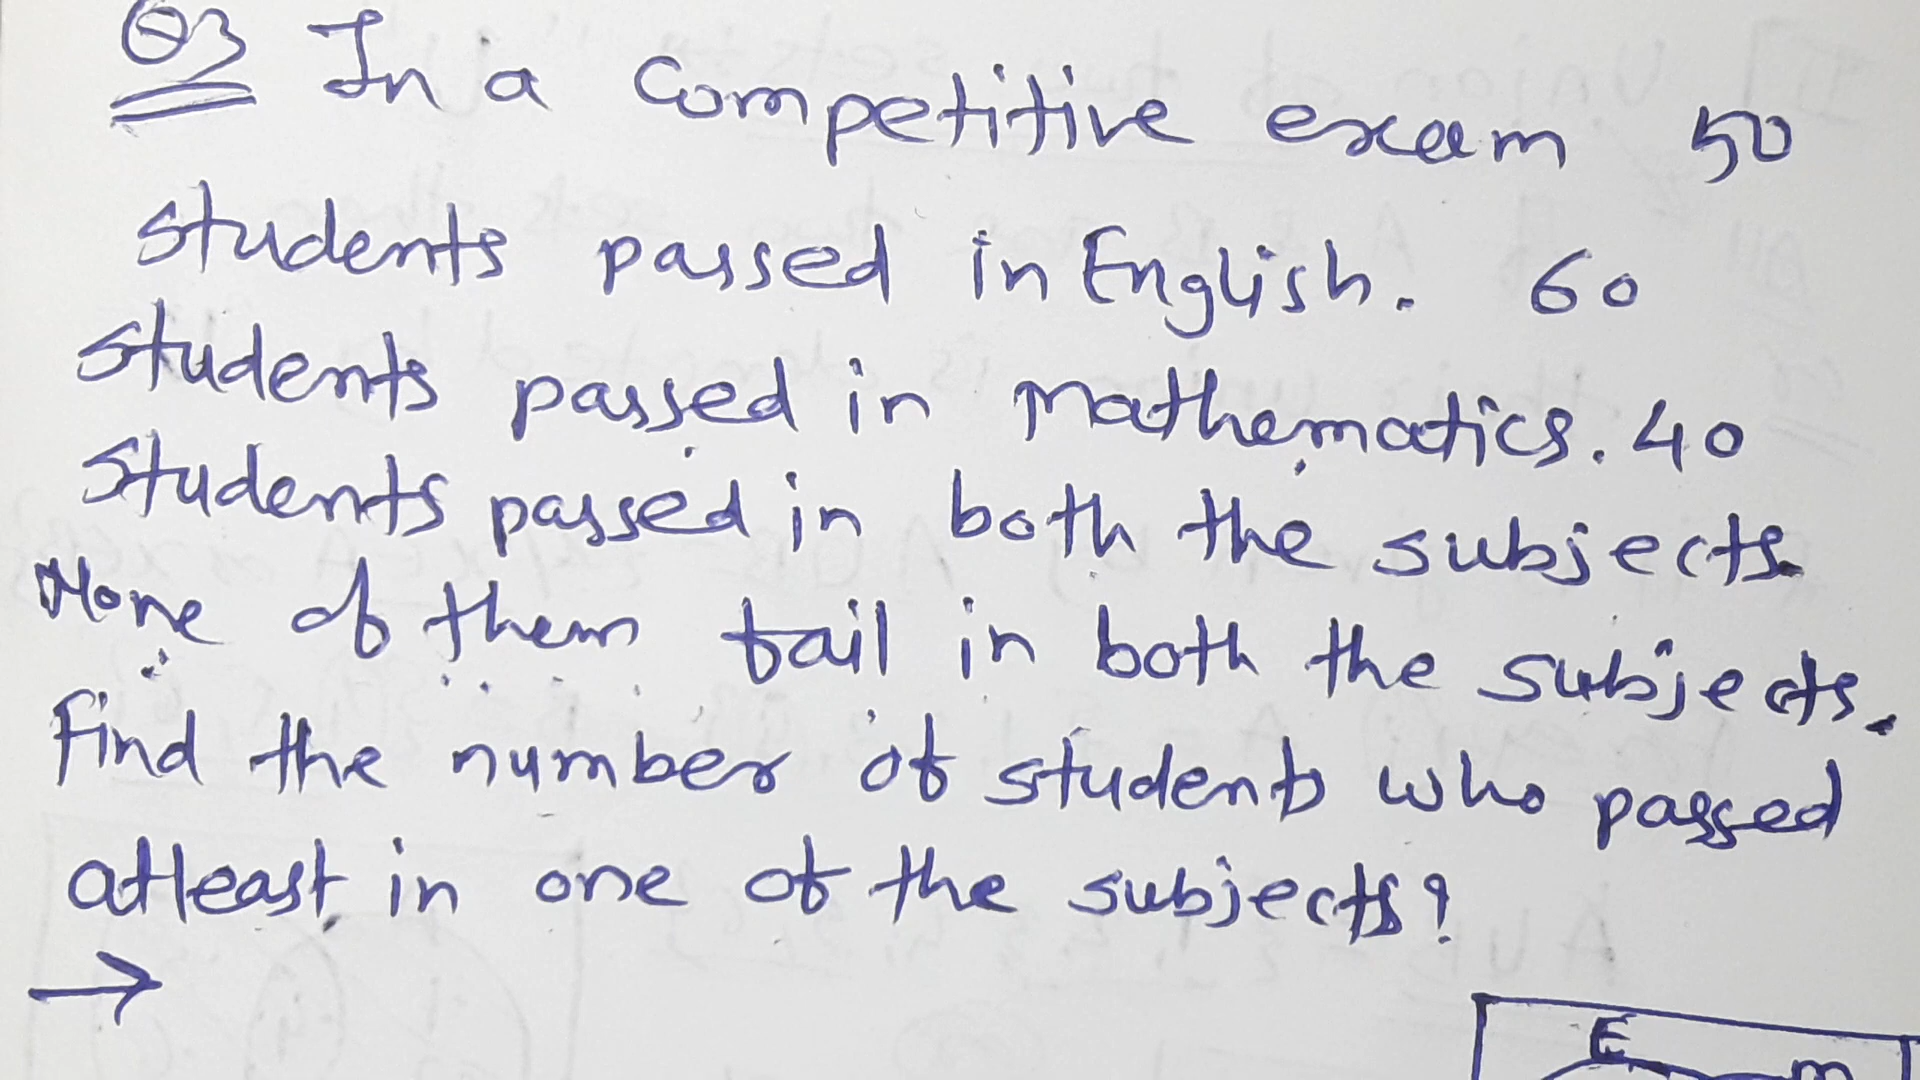 Q3 In a competitive exam 50
students passed in English. 60
students passed in Mathematics. 40
students passed in both the subjects.
None of them fail in both the subjects.
Find the number of students who passed
atleast in one of the subjects?
→
E
m